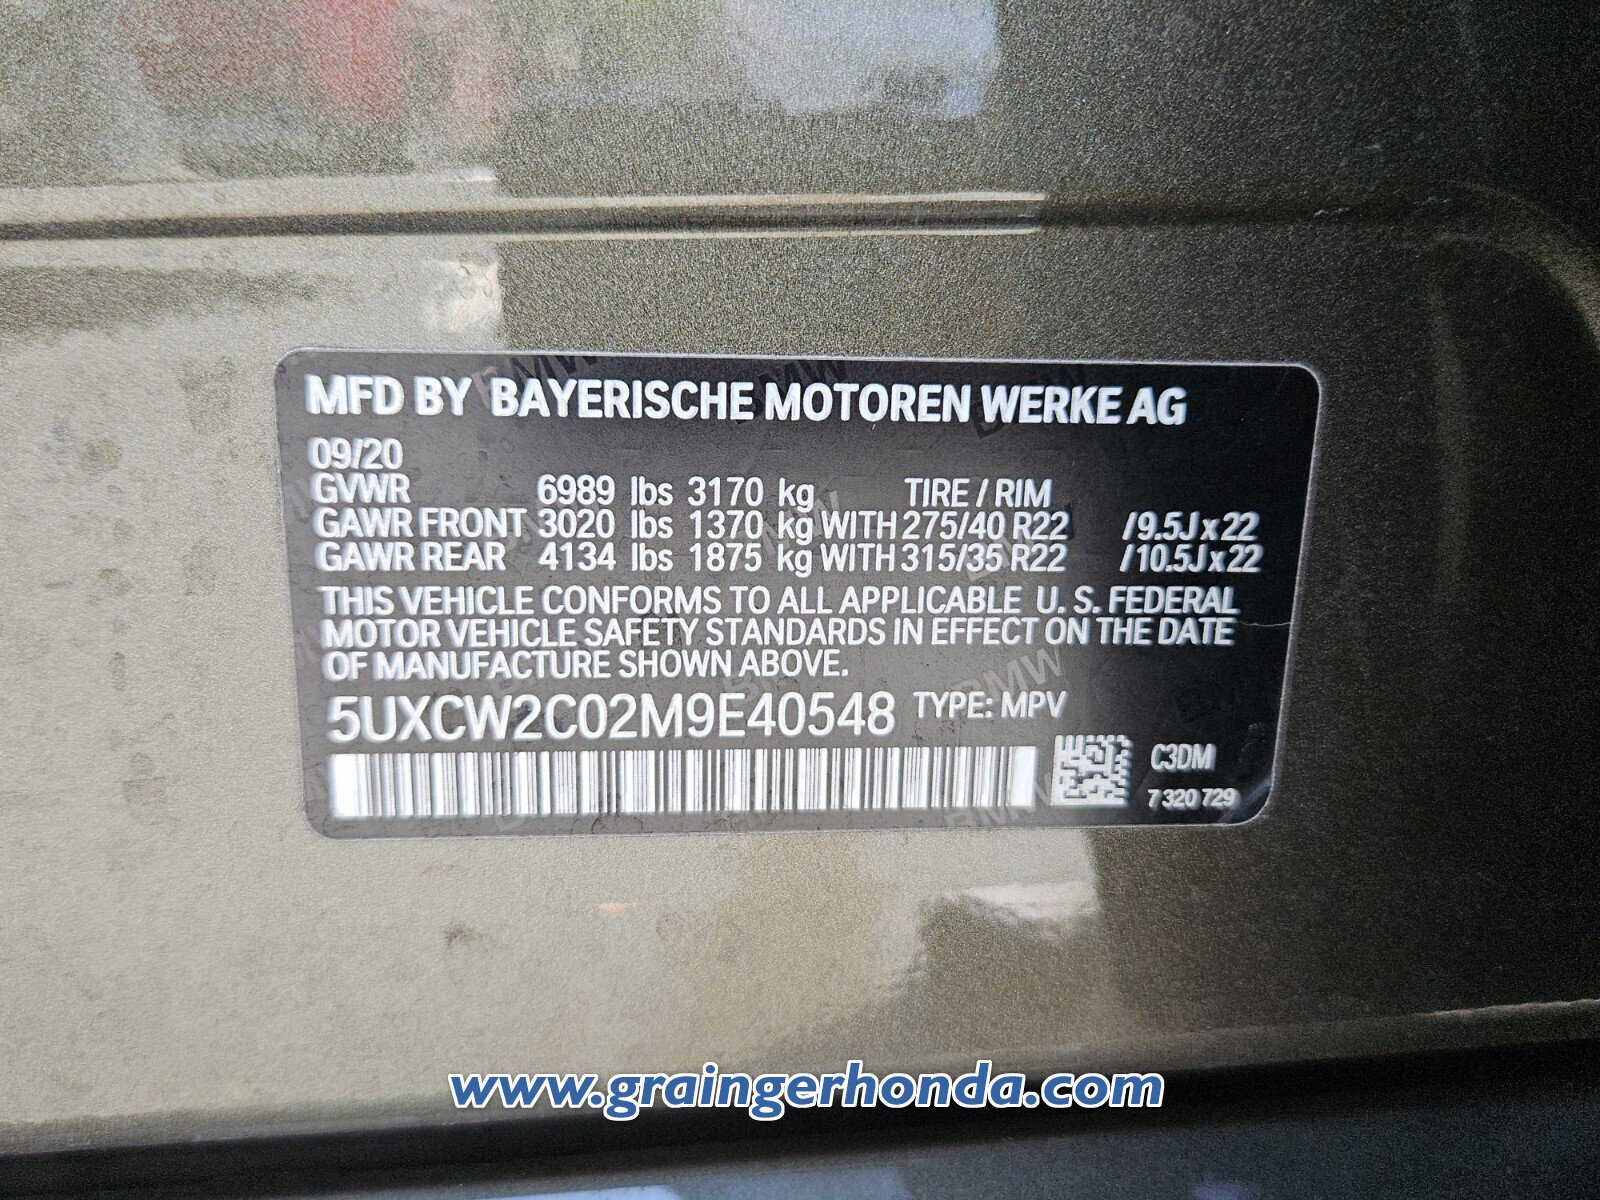 MFD BY BAYERISCHE MOTOREN WERKE AG
09/20
GVWR 6989 lbs 3170 kg TIRE / RIM
GAWR FRONT 3020 lbs 1370 kg WITH 275/40 R22 /9.5J x 22
GAWR REAR 4134 lbs 1875 kg WITH 315/35 R22 /10.5J x 22
THIS VEHICLE CONFORMS TO ALL APPLICABLE U. S. FEDERAL
MOTOR VEHICLE SAFETY STANDARDS IN EFFECT ON THE DATE
OF MANUFACTURE SHOWN ABOVE.
5UXCW2C02M9E40548 TYPE: MPV
C3DM
7 320 729
www.graingerhonda.com